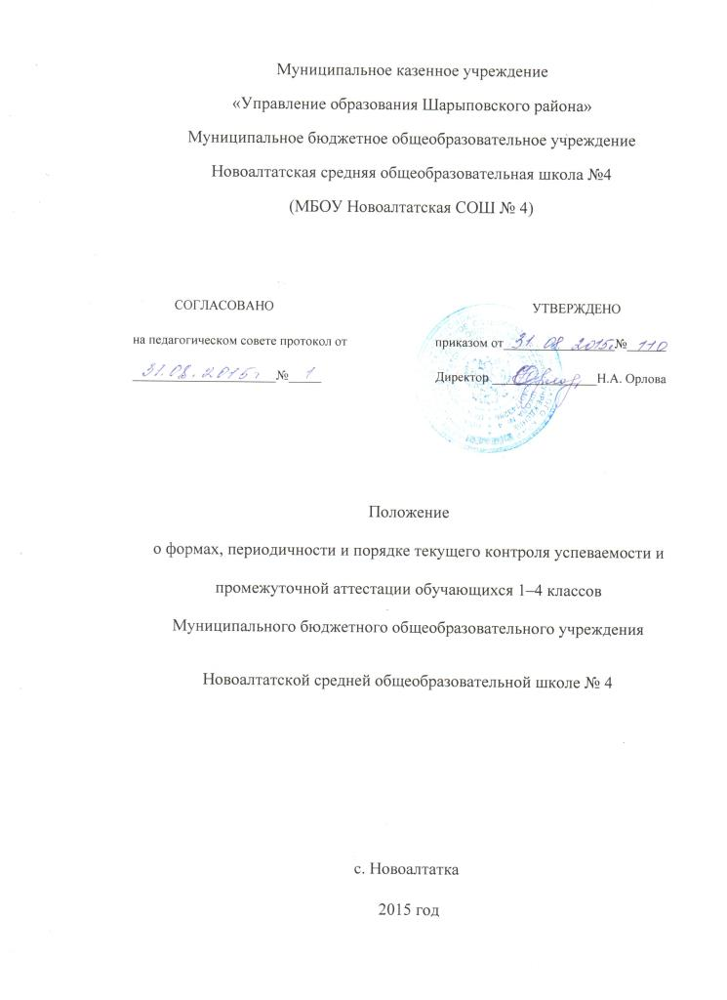 Муниципальное казенное учреждение
«Управление образования Шарыповского района»
Муниципальное бюджетное общеобразовательное учреждение
Новоалтатская средняя общеобразовательная школа №4
(МБОУ Новоалтатская СОШ № 4)
СОГЛАСОВАНО
на педагогическом совете протокол от
31.08.2015г № 1
УТВЕРЖДЕНО
приказом от 31 08 2015г. № 110
Директор Н.А. Орлова
Положение
о формах, периодичности и порядке текущего контроля успеваемости и
промежуточной аттестации обучающихся 1–4 классов
Муниципального бюджетного общеобразовательного учреждения
Новоалтатской средней общеобразовательной школе № 4
с. Новоалтатка
2015 год